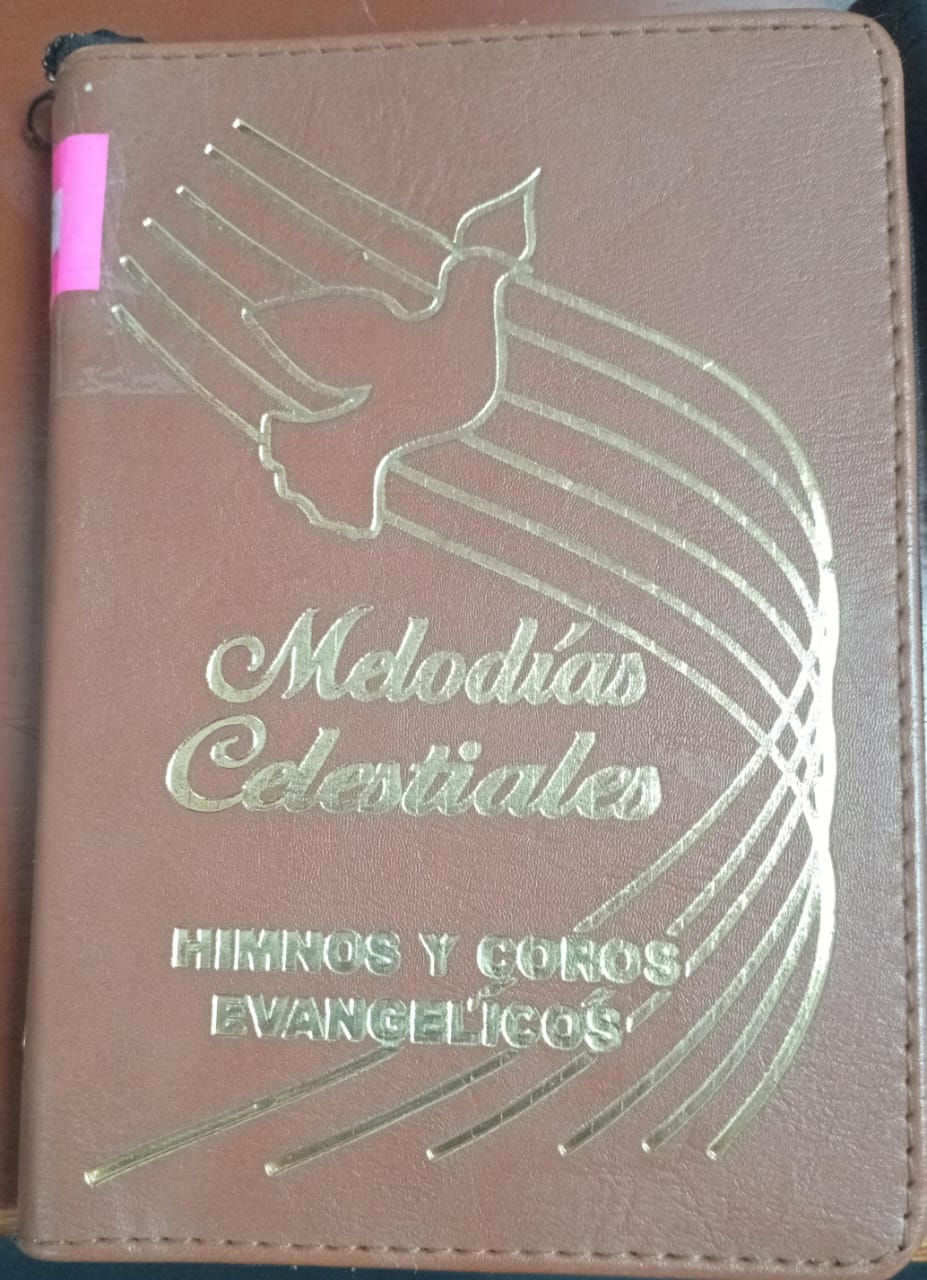 Melodías
Celestiales
HIMNOS Y COROS
EVANGELICOS